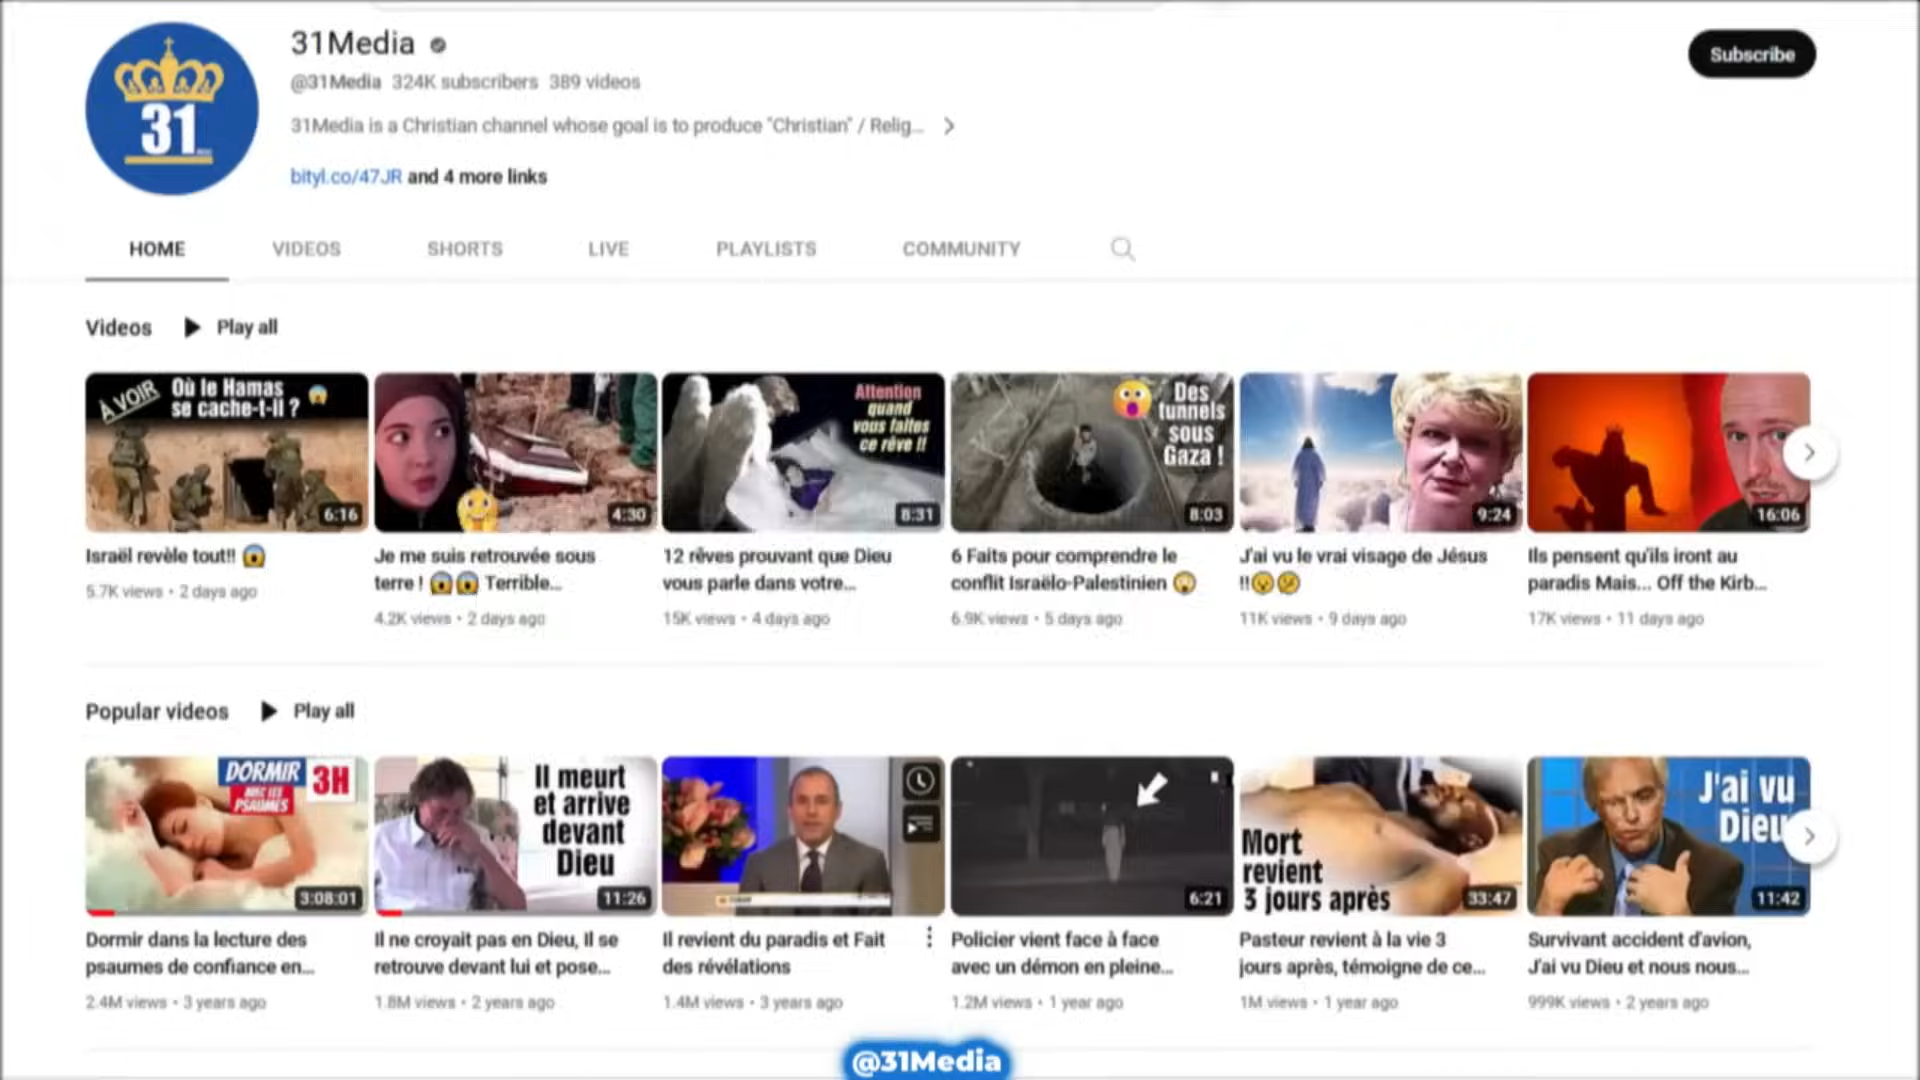 31Media
@31Media 324K subscribers 389 videos
Subscribe
31
31Media is a Christian channel whose goal is to produce "Christian" / Relig...
bityl.co/47JR and 4 more links
HOME VIDEOS SHORTS LIVE PLAYLISTS COMMUNITY
Videos Play all
À VOIR
Où le Hamas
se cache-t-il ?
6:16
4:30
Attention
quand
vous faites
ce rêve !!
8:31
Des
tunnels
sous
Gaza !
8:03
9:24
16:06
Israël revèle tout!! 😱
5.7K views • 2 days ago
Je me suis retrouvée sous
terre ! 😱😱 Terrible...
4.2K views • 2 days ago
12 rêves prouvant que Dieu
vous parle dans votre...
15K views • 4 days ago
6 Faits pour comprendre le
conflit Israëlo-Palestinien 😨
6.9K views • 5 days ago
J'ai vu le vrai visage de Jésus
!!
11K views • 9 days ago
Ils pensent qu'ils iront au
paradis Mais... Off the Kirb...
17K views • 11 days ago
Popular videos Play all
DORMIR
AVEC LES
PSAUMES
3H
3:08:01
Il meurt
et arrive
devant
Dieu
11:26
6:21
Mort
revient
3 jours après
33:47
J'ai vu
Dieu
11:42
Dormir dans la lecture des
psaumes de confiance en...
2.4M views • 3 years ago
Il ne croyait pas en Dieu, Il se
retrouve devant lui et pose...
1.8M views • 2 years ago
Il revient du paradis et Fait
des révélations
1.4M views • 3 years ago
Policier vient face à face
avec un démon en pleine...
1.2M views • 1 year ago
Pasteur revient à la vie 3
jours après, témoigne de ce...
1M views • 1 year ago
Survivant accident d'avion,
J'ai vu Dieu et nous nous...
999K views • 2 years ago
@31Media